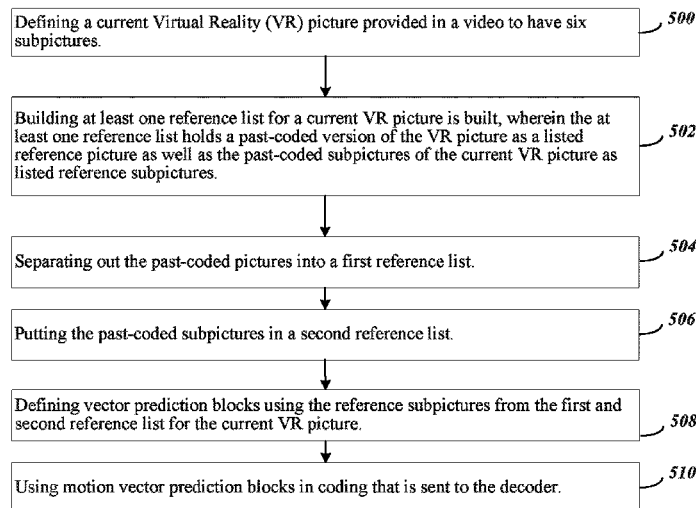 Defining a current Virtual Reality (VR) picture provided in a video to have six
subpictures.
500
Building at least one reference list for a current VR picture is built, wherein the at
least one reference list holds a past-coded version of the VR picture as a listed
reference picture as well as the past-coded subpictures of the current VR picture as
listed reference subpictures.
502
Separating out the past-coded pictures into a first reference list.
504
Putting the past-coded subpictures in a second reference list.
506
Defining vector prediction blocks using the reference subpictures from the first and
second reference list for the current VR picture.
508
Using motion vector prediction blocks in coding that is sent to the decoder.
510